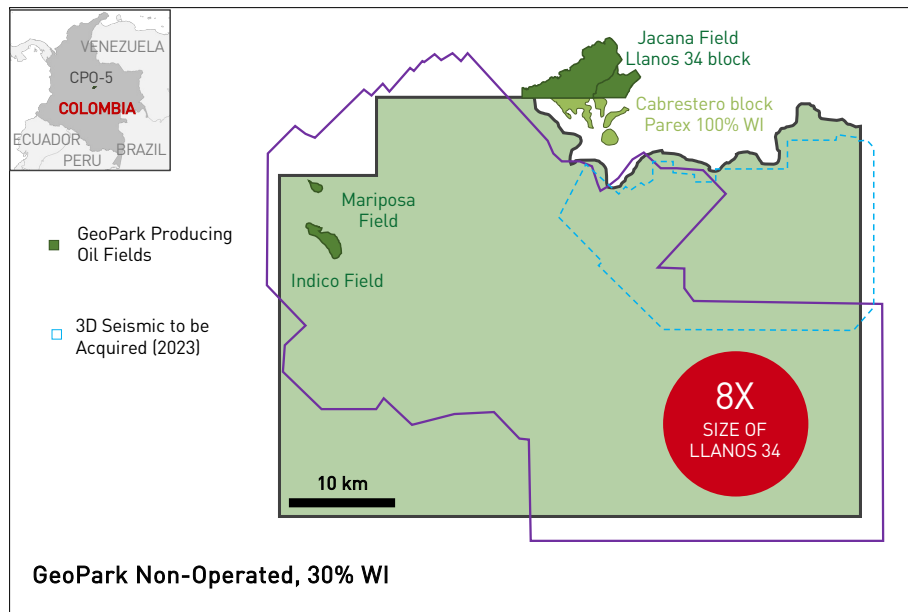 VENEZUELA
CPO-5
COLOMBIA
ECUADOR
PERU
BRAZIL
Jacana Field
Llanos 34 block
Cabrestero block
Parex 100% WI
Mariposa
Field
Indico Field
GeoPark Producing
Oil Fields
3D Seismic to be
Acquired (2023)
8X
SIZE OF
LLANOS 34
10 km
GeoPark Non-Operated, 30% WI